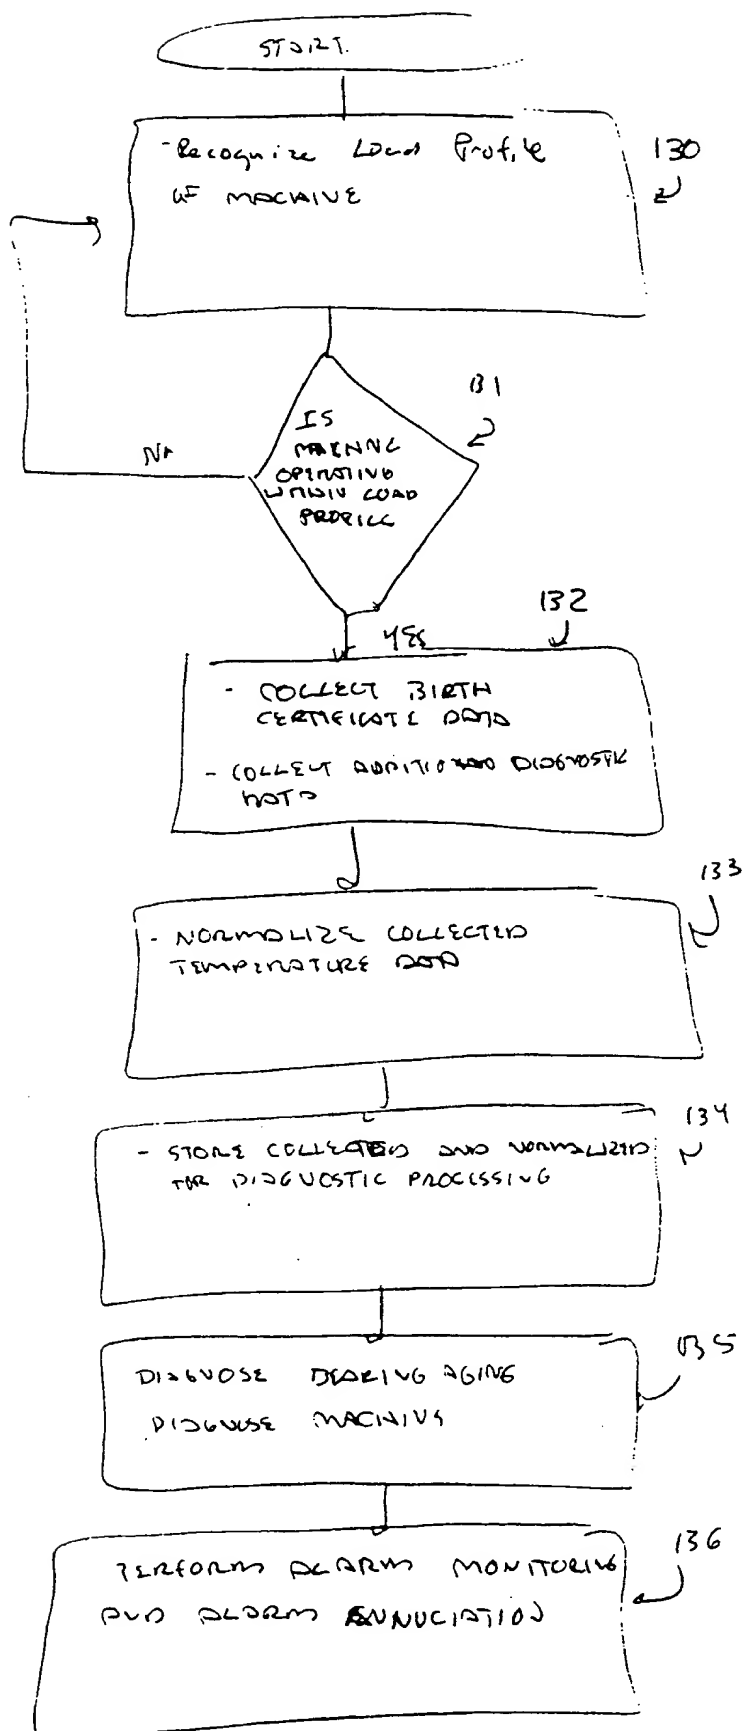 START.
- Recognize Load Profile
130
OF MACHINE
131
IS
MACHINE
OPERATING
WITHIN LOAD
PROFILE
NO
132
YES
- COLLECT BIRTH
CERTIFICATE DATA
- COLLECT ADDITIONAL DIAGNOSTIC
DATA
133
- NORMALIZE COLLECTED
TEMPERATURE DATA
134
- STORE COLLECTED AND NORMALIZED
FOR DIAGNOSTIC PROCESSING
135
DIAGNOSE BEARING AGING
DIAGNOSE MACHINE
136
PERFORM ALARM MONITORING
AND ALARM ANNUCIATION